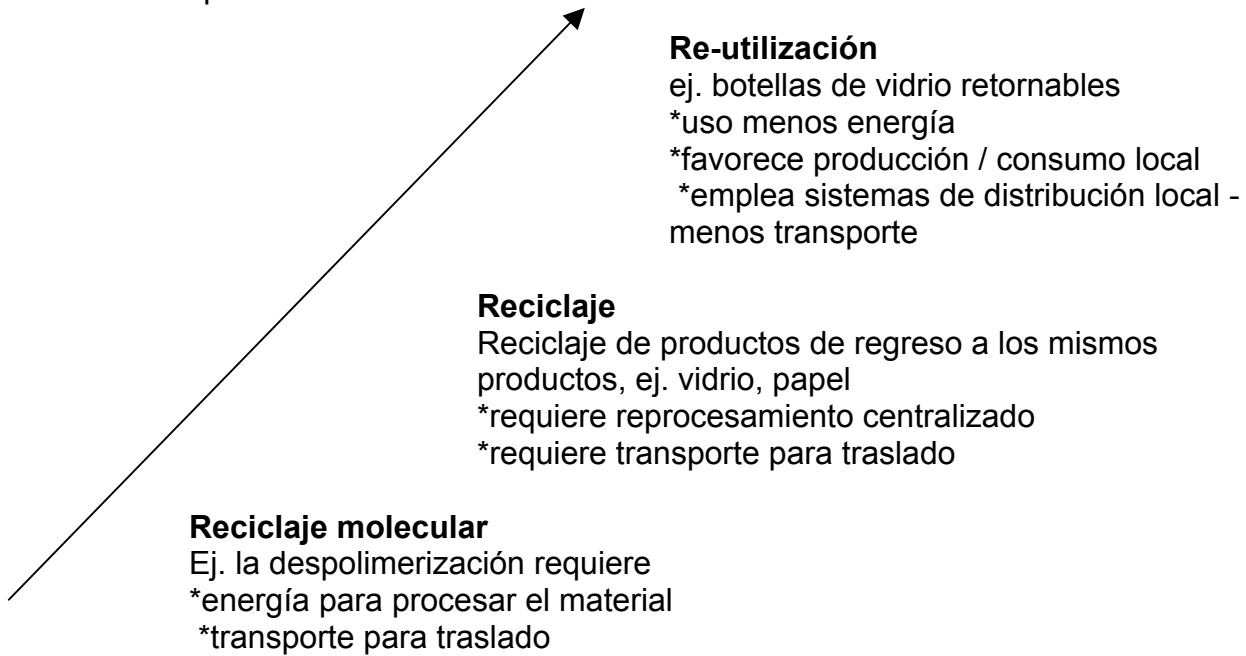 Re-utilización
ej. botellas de vidrio retornables
*uso menos energía
*favorece producción / consumo local
*emplea sistemas de distribución local -
menos transporte
Reciclaje
Reciclaje de productos de regreso a los mismos
productos, ej. vidrio, papel
*requiere reprocesamiento centralizado
*requiere transporte para traslado
Reciclaje molecular
Ej. la despolimerización requiere
*energía para procesar el material
*transporte para traslado